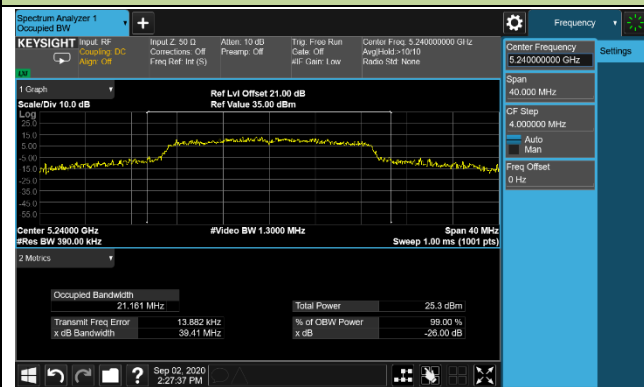 Spectrum Analyzer 1
Occupied BW
Frequency
KEYSIGHT
Input: RF
Coupling: DC
Align: Off
Input Z: 50 Ω
Corrections: Off
Freq Ref: Int (S)
Atten: 10 dB
Preamp: Off
Trig: Free Run
Gate: Off
#IF Gain: Low
Center Freq: 5.240000000 GHz
Avg|Hold:>10/10
Radio Std: None
LXI
Center Frequency
5.240000000 GHz
Settings
Span
40.000 MHz
CF Step
4.000000 MHz
Auto
Man
Freq Offset
0 Hz
1 Graph
Scale/Div 10.0 dB
Ref Lvl Offset 21.00 dB
Ref Value 35.00 dBm
Log
25.0
15.0
5.00
-5.00
-15.0
-25.0
-35.0
-45.0
-55.0
Center 5.24000 GHz
#Res BW 390.00 kHz
#Video BW 1.3000 MHz
Span 40 MHz
Sweep 1.00 ms (1001 pts)
2 Metrics
Occupied Bandwidth
21.161 MHz
Total Power 25.3 dBm
Transmit Freq Error 13.882 kHz
% of OBW Power 99.00 %
x dB Bandwidth 39.41 MHz
x dB -26.00 dB
Sep 02, 2020
2:27:37 PM